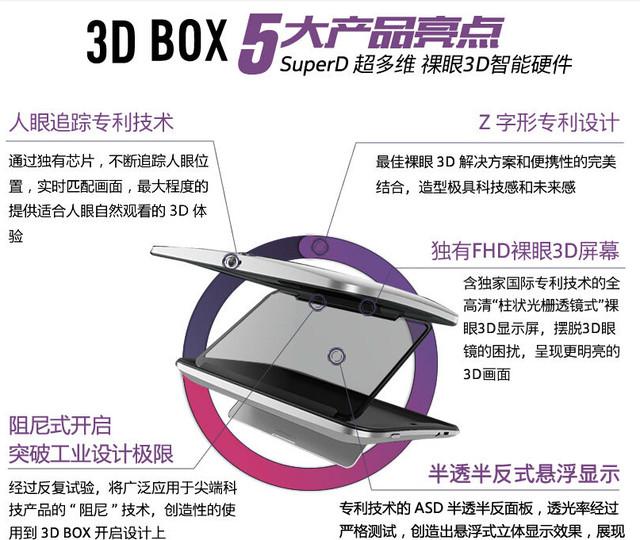 3D BOX 5大产品亮点
SuperD 超多维 裸眼3D智能硬件
人眼追踪专利技术
通过独有芯片，不断追踪人眼位
置，实时匹配画面，最大程度的
提供适合人眼自然观看的 3D 体
验
Z 字形专利设计
最佳裸眼 3D 解决方案和便携性的完美
结合，造型极具科技感和未来感
独有FHD裸眼3D屏幕
含独家国际专利技术的全
高清“柱状光栅透镜式”裸
眼3D显示屏，摆脱3D眼
镜的困扰，呈现更明亮的
3D画面
阻尼式开启
突破工业设计极限
经过反复试验，将广泛应用于尖端科
技产品的“阻尼”技术，创造性的使
用到 3D BOX 开启设计上
半透半反式悬浮显示
专利技术的 ASD 半透半反面板，透光率经过
严格测试，创造出悬浮式立体显示效果，展现